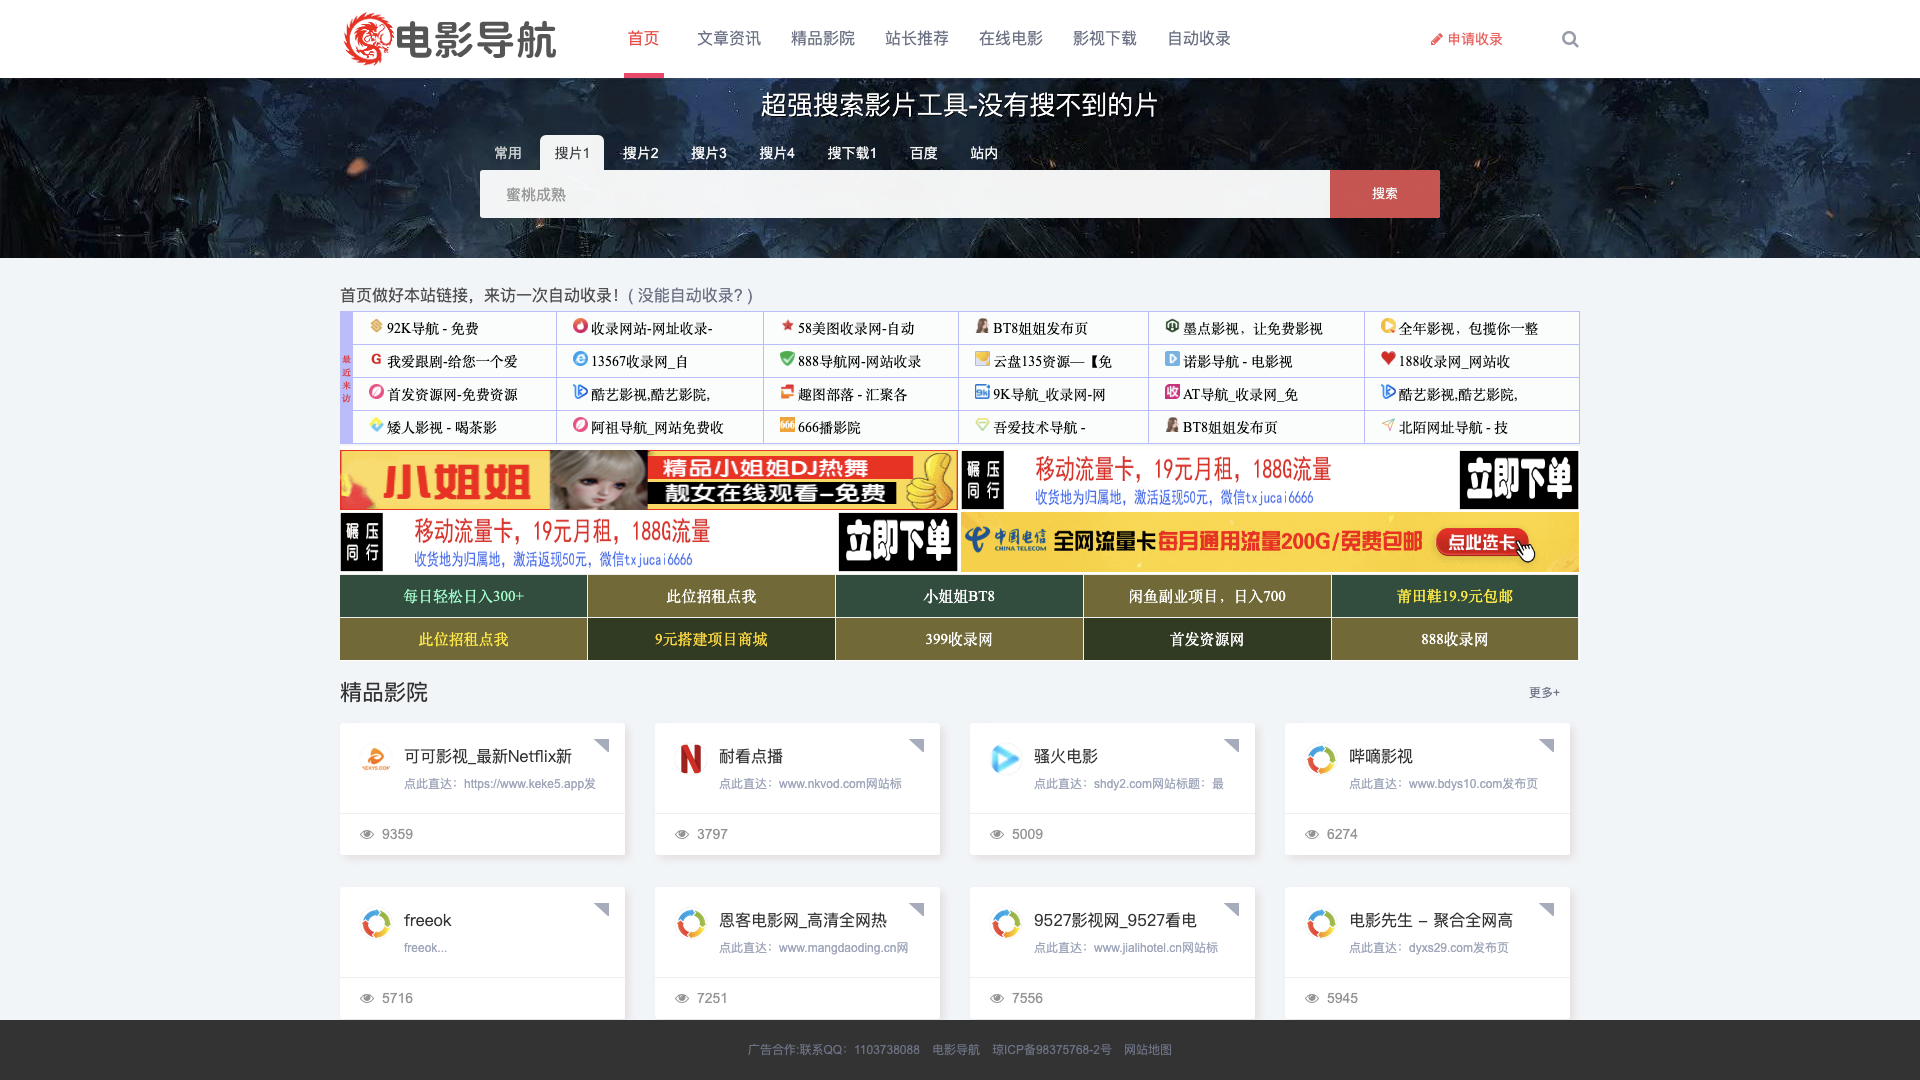 电影导航
首页 文章资讯 精品影院 站长推荐 在线电影 影视下载 自动收录 申请收录
超强搜索影片工具-没有搜不到的片
常用 搜片1 搜片2 搜片3 搜片4 搜下载1 百度 站内
蜜桃成熟 搜索
首页做好本站链接，来访一次自动收录！( 没能自动收录? )
最近来访
92K导航 - 免费 收录网站-网址收录- 58美图收录网-自动 BT8姐姐发布页 墨点影视，让免费影视 全年影视，包揽你一整
我爱跟剧-给您一个爱 13567收录网_自 888导航网-网站收录 云盘135资源—【免 诺影导航 - 电影视 188收录网_网站收
首发资源网-免费资源 酷艺影视,酷艺影院, 趣图部落 - 汇聚各 9K导航_收录网-网 AT导航_收录网_免 酷艺影视,酷艺影院,
矮人影视 - 喝茶影 阿祖导航_网站免费收 666播影院 吾爱技术导航 - BT8姐姐发布页 北陌网址导航 - 技
小姐姐 精品小姐姐DJ热舞
靓女在线观看-免费
碾压同行 移动流量卡，19元月租，188G流量 立即下单
收货地为归属地，激活返现50元，微信txjucai6666
碾压同行 移动流量卡，19元月租，188G流量 立即下单
收货地为归属地，激活返现50元，微信txjucai6666
中国电信 CHINA TELECOM 全网流量卡每月通用流量200G/免费包邮 点此选卡
每日轻松日入300+ 此位招租点我 小姐姐BT8 闲鱼副业项目，日入700 莆田鞋19.9元包邮
此位招租点我 9元搭建项目商城 399收录网 首发资源网 888收录网
精品影院 更多+
可可影视_最新Netflix新 耐看点播 骚火电影 哔嘀影视
点此直达：https://www.keke5.app发 点此直达：www.nkvod.com网站标 点此直达：shdy2.com网站标题：最 点此直达：www.bdys10.com发布页
9359 3797 5009 6274
freeok 恩客电影网_高清全网热 9527影视网_9527看电 电影先生 – 聚合全网高
freeok... 点此直达：www.mangdaoding.cn网 点此直达：www.jialihotel.cn网站标 点此直达：dyxs29.com发布页
5716 7251 7556 5945
广告合作:联系QQ：1103738088 电影导航 琼ICP备98375768-2号 网站地图